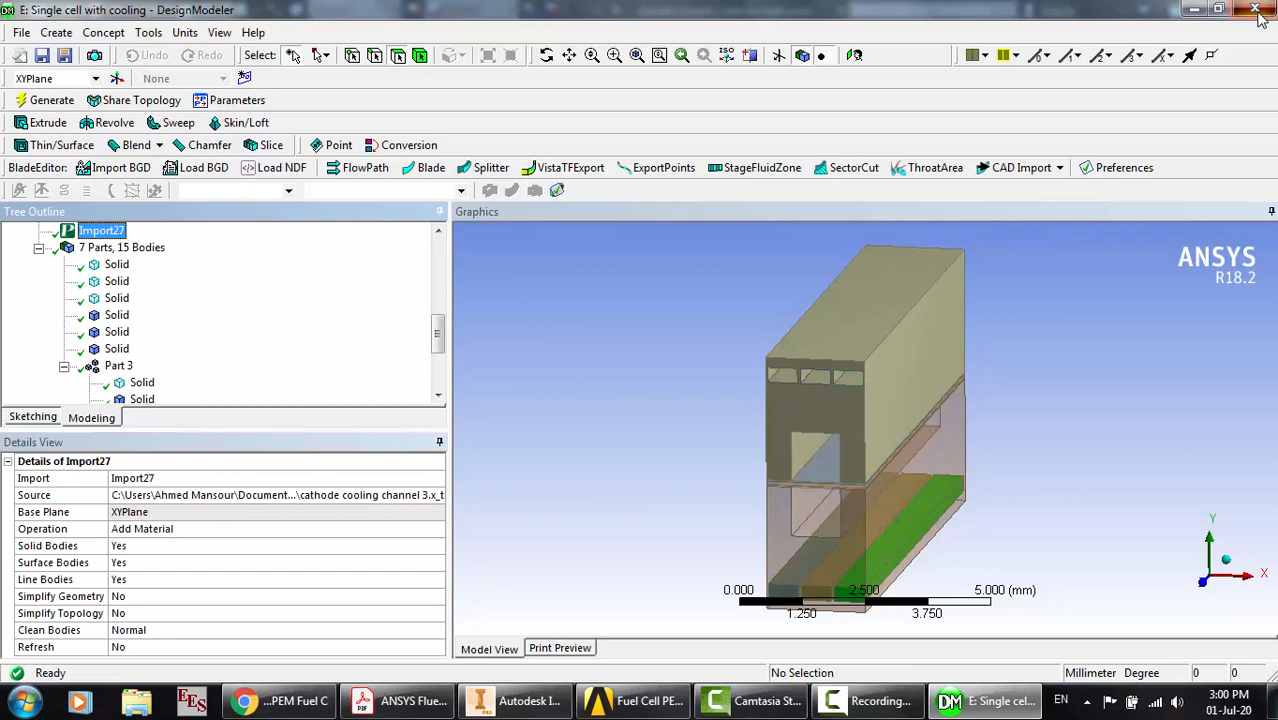 E: Single cell with cooling - DesignModeler
File Create Concept Tools Units View Help
Undo Redo Select:
XYPlane None
Generate Share Topology Parameters
Extrude Revolve Sweep Skin/Loft
Thin/Surface Blend Chamfer Slice Point Conversion
BladeEditor: Import BGD Load BGD Load NDF FlowPath Blade Splitter VistaTFExport ExportPoints StageFluidZone SectorCut ThroatArea CAD Import Preferences
Tree Outline
Graphics
Import27
7 Parts, 15 Bodies
Solid
Solid
Solid
Solid
Solid
Solid
Part 3
Solid
Solid
Sketching Modeling
Details View
Details of Import27
Import Import27
Source C:\Users\Ahmed Mansour\Document...\cathode cooling channel 3.x_t
Base Plane XYPlane
Operation Add Material
Solid Bodies Yes
Surface Bodies Yes
Line Bodies Yes
Simplify Geometry No
Simplify Topology No
Clean Bodies Normal
Refresh No
ANSYS
R18.2
Y
X
0.000 2.500 5.000 (mm)
1.250 3.750
Model View Print Preview
Ready No Selection Millimeter Degree 0 0
...PEM Fuel C ANSYS Flue... Autodesk I... Fuel Cell PE... Camtasia St... Recording... E: Single cel... EN 3:00 PM
01-Jul-20